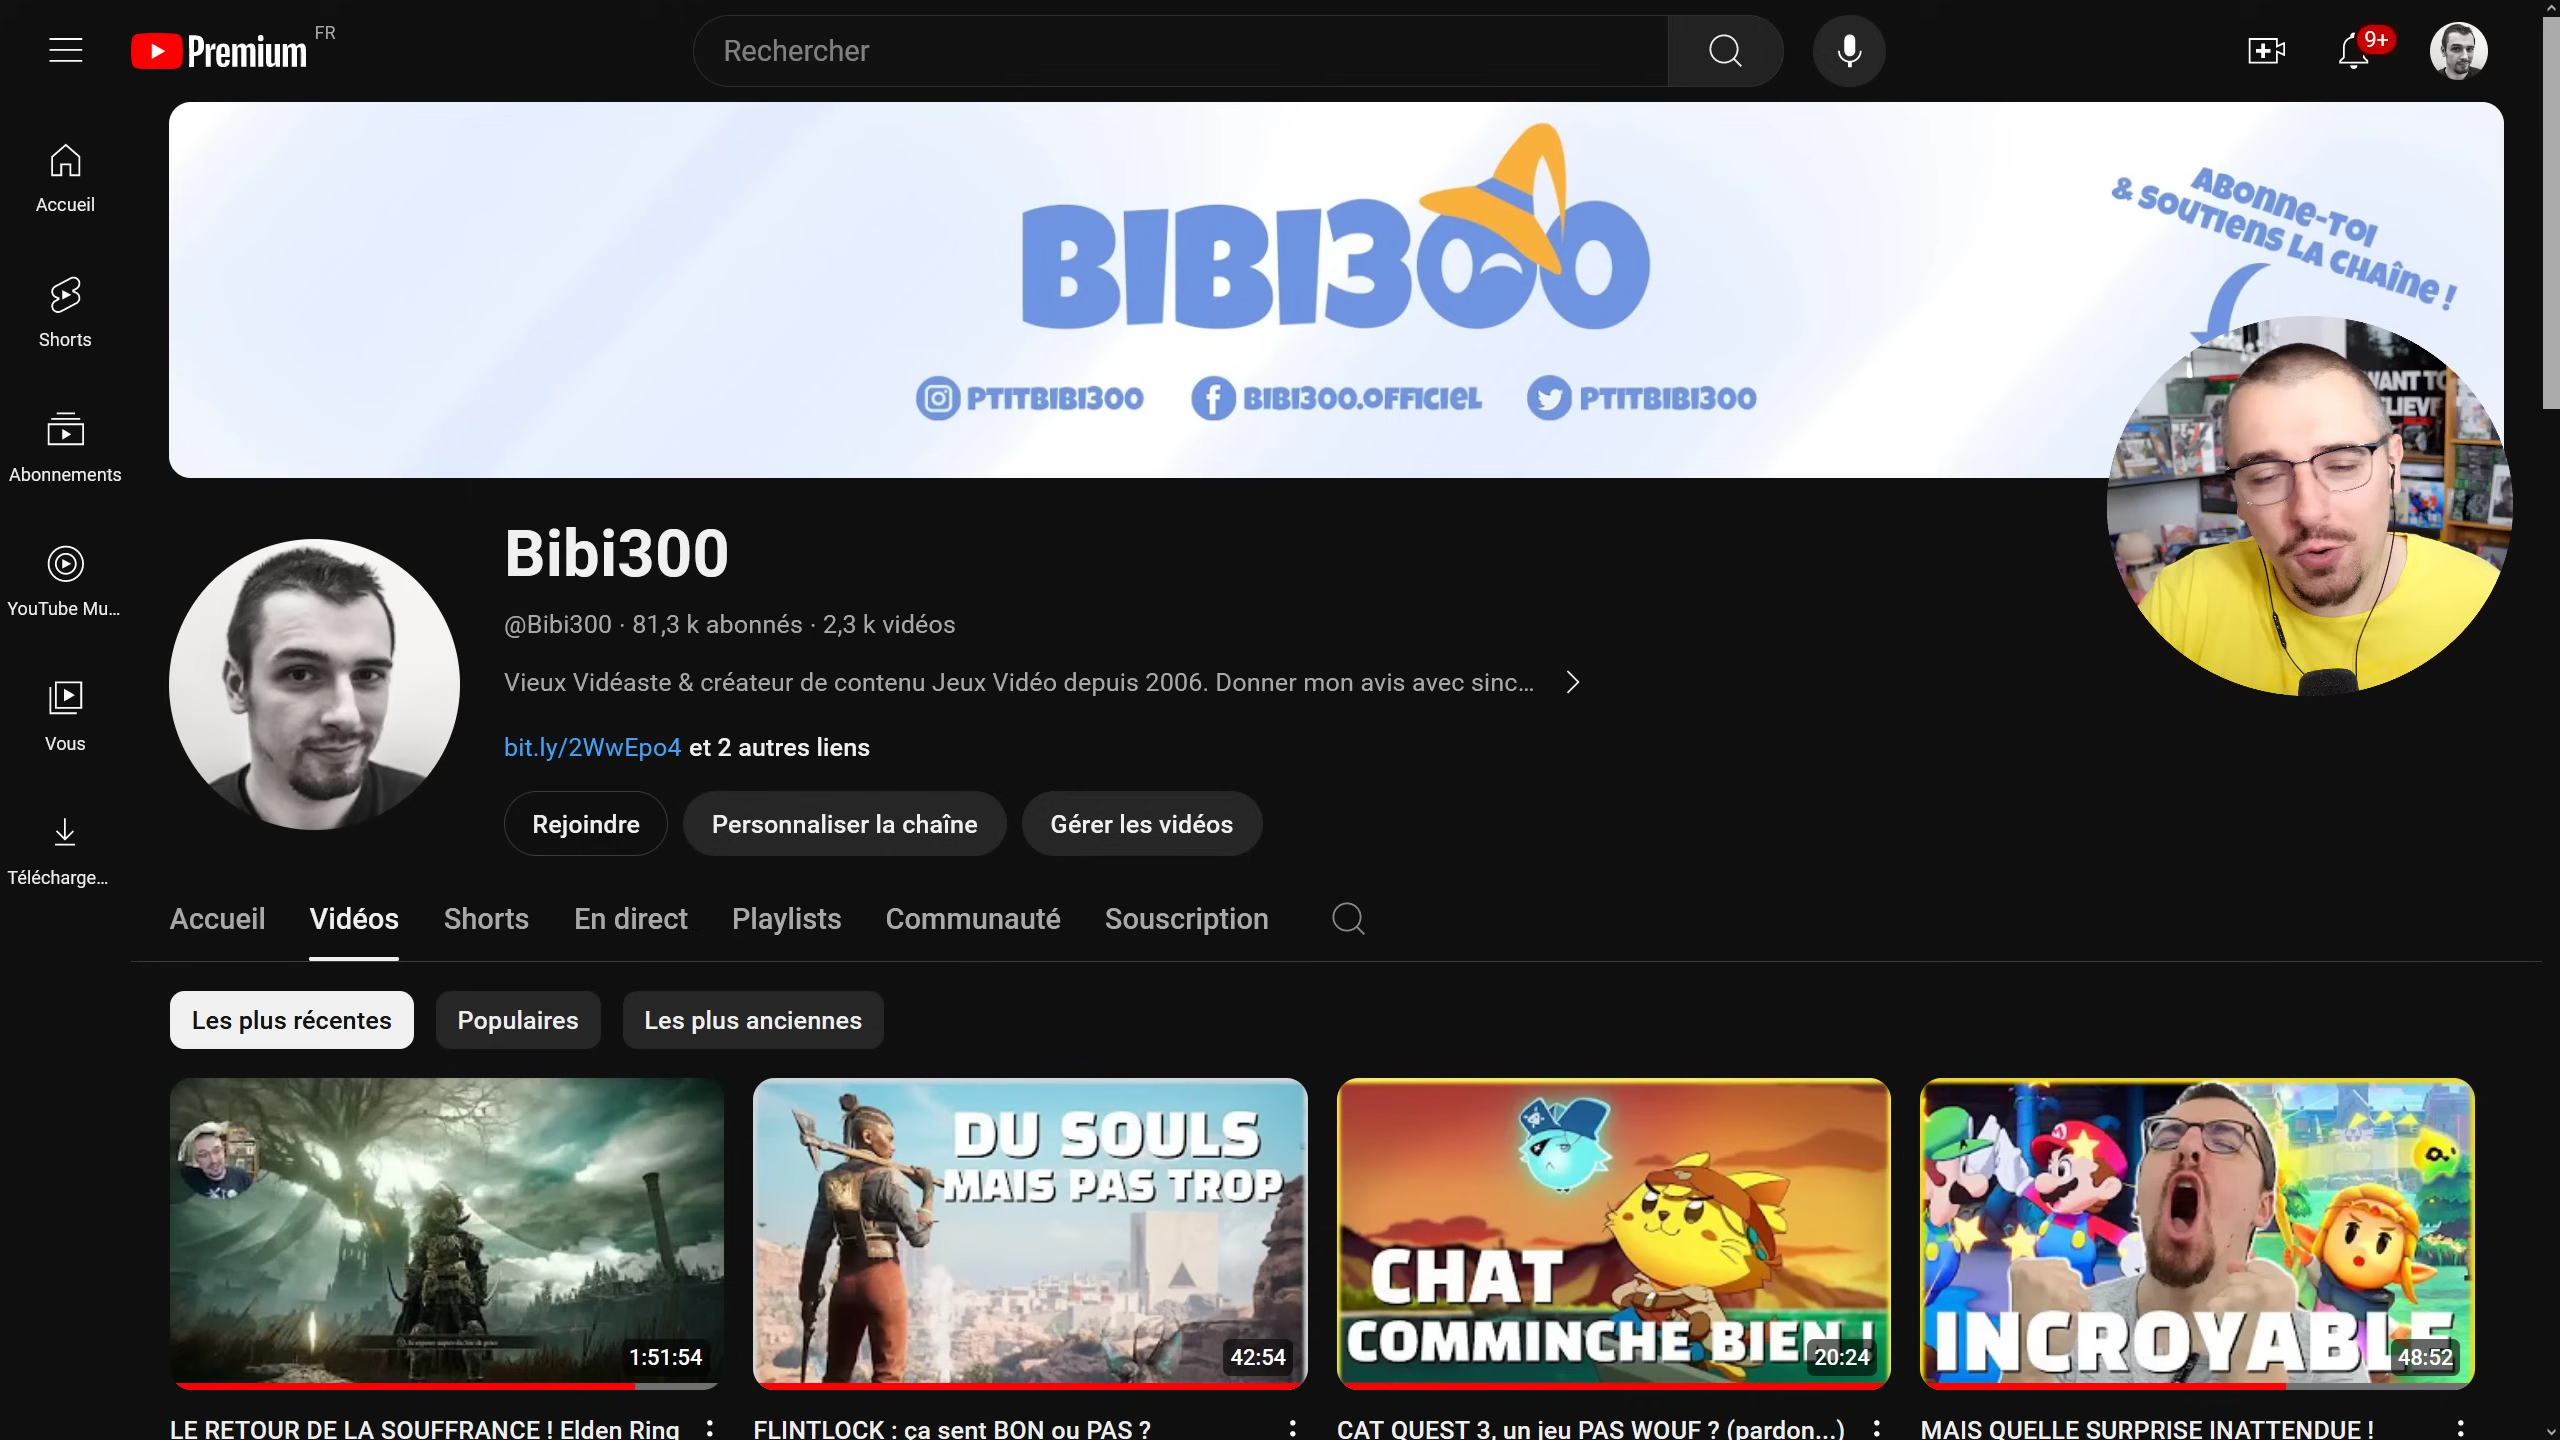 Premium
FR
Rechercher
9+
Accueil
Shorts
Abonnements
YouTube Mu...
Vous
Télécharge...
BIBI300
ABONNE-TOI
& SOUTIENS LA CHAÎNE !
PTITBIBI300
BIBI300.OFFICIEL
PTITBIBI300
WANT TO
LIEVE
Bibi300
@Bibi300 · 81,3 k abonnés · 2,3 k vidéos
Vieux Vidéaste & créateur de contenu Jeux Vidéo depuis 2006. Donner mon avis avec sinc...
bit.ly/2WwEpo4 et 2 autres liens
Rejoindre
Personnaliser la chaîne
Gérer les vidéos
Accueil
Vidéos
Shorts
En direct
Playlists
Communauté
Souscription
Les plus récentes
Populaires
Les plus anciennes
1:51:54
DU SOULS
MAIS PAS TROP
42:54
CHAT
COMMINCHE BIEN !
20:24
INCROYABLE
48:52
LE RETOUR DE LA SOUFFRANCE ! Elden Ring
FLINTLOCK : ça sent BON ou PAS ?
CAT QUEST 3, un jeu PAS WOUF ? (pardon...)
MAIS QUELLE SURPRISE INATTENDUE !